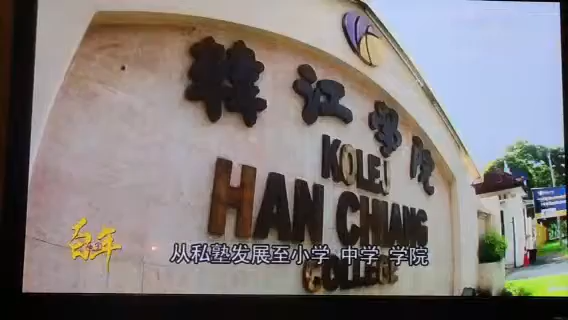 韩江学院
KOLEJ
HAN CHIANG
COLLEGE
百年
从私塾发展至小学 中学 学院